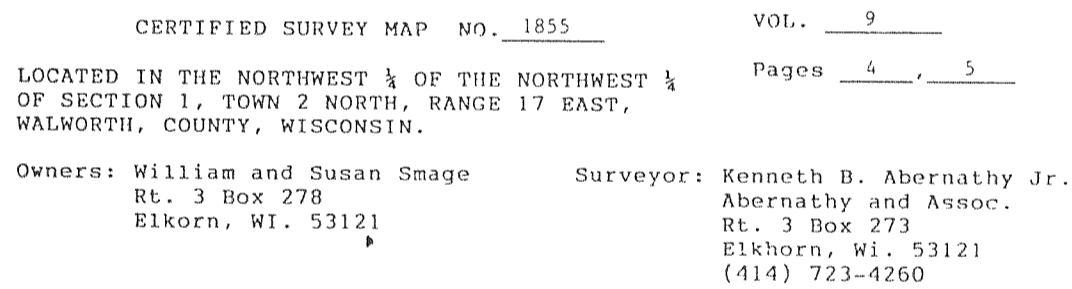 CERTIFIED SURVEY MAP NO. 1855
VOL. 9
Pages 4, 5
LOCATED IN THE NORTHWEST ¼ OF THE NORTHWEST ¼
OF SECTION 1, TOWN 2 NORTH, RANGE 17 EAST,
WALWORTH, COUNTY, WISCONSIN.
Owners: William and Susan Smage
Rt. 3 Box 278
Elkorn, WI. 53121
Surveyor: Kenneth B. Abernathy Jr.
Abernathy and Assoc.
Rt. 3 Box 273
Elkhorn, Wi. 53121
(414) 723-4260